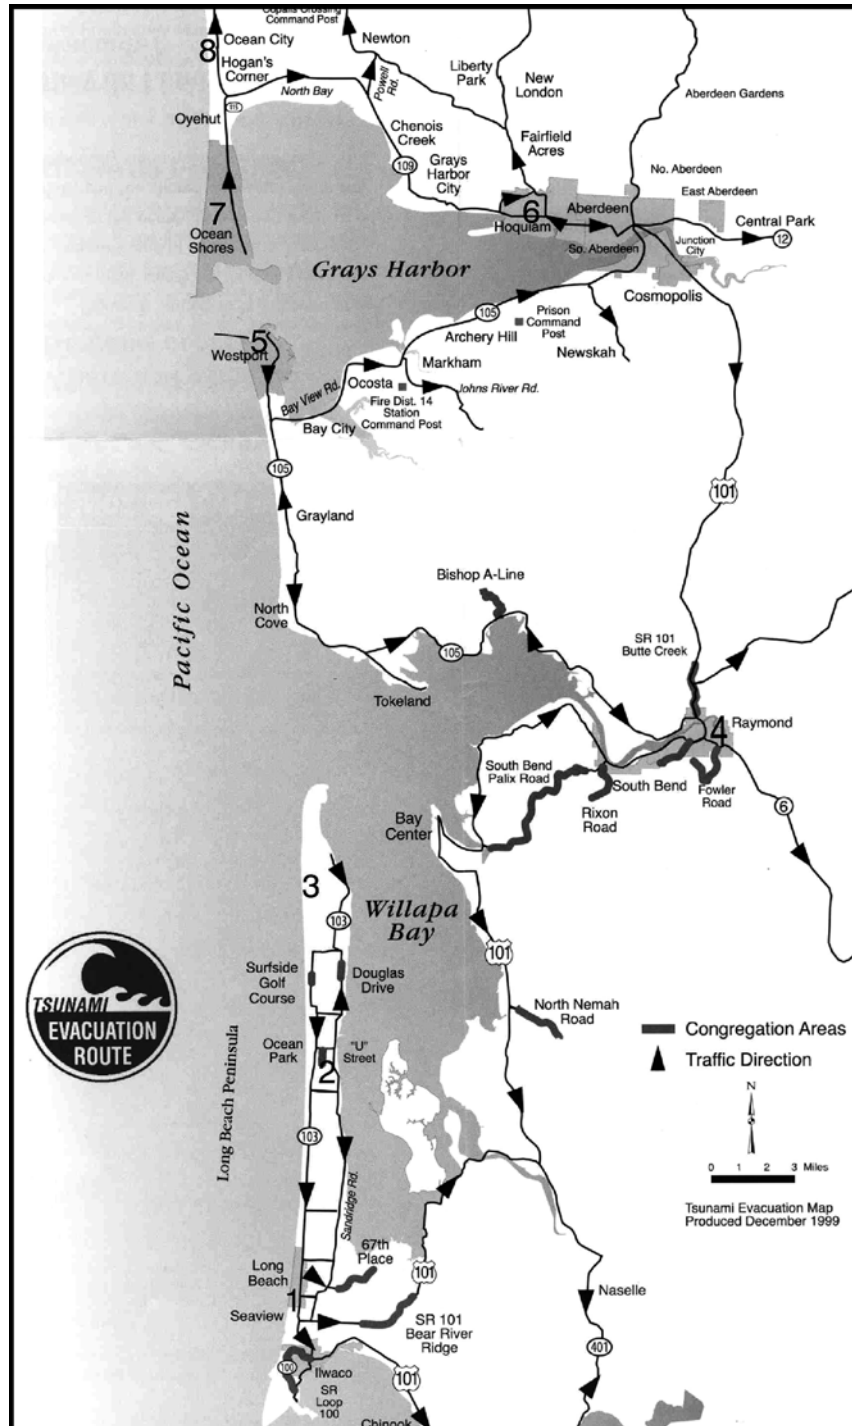 Copalis Crossing
Command Post
8
Ocean City
Newton
Hogan's
Corner
Liberty
Park
New
London
North Bay
Powell
Rd.
Aberdeen Gardens
Oyehut
Chenois
Creek
Fairfield
Acres
109
Grays
Harbor
City
No. Aberdeen
East Aberdeen
7
6
Aberdeen
Central Park
Ocean
Shores
Hoquiam
So. Aberdeen
Junction
City
12
Grays Harbor
Cosmopolis
105
Prison
Command
Post
5
Archery Hill
Westport
Markham
Newskah
Bay View Rd.
Ocosta
Johns River Rd.
Fire Dist. 14
Station
Command Post
Bay City
105
101
Grayland
Pacific Ocean
Bishop A-Line
North
Cove
SR 101
Butte Creek
105
Tokeland
4
Raymond
South Bend
Palix Road
South Bend
Fowler
Road
Rixon
Road
6
Bay
Center
3
Willapa
Bay
103
101
Surfside
Golf
Course
Douglas
Drive
TSUNAMI
EVACUATION
ROUTE
North Nemah
Road
Congregation Areas
Ocean
Park
"U"
Street
2
Traffic Direction
N
Long Beach Peninsula
103
0 1 2 3 Miles
Sandridge Rd.
Tsunami Evacuation Map
Produced December 1999
67th
Place
Long
Beach
101
1
Naselle
Seaview
SR 101
Bear River
Ridge
401
100
Ilwaco
SR
Loop
100
101
Chinook